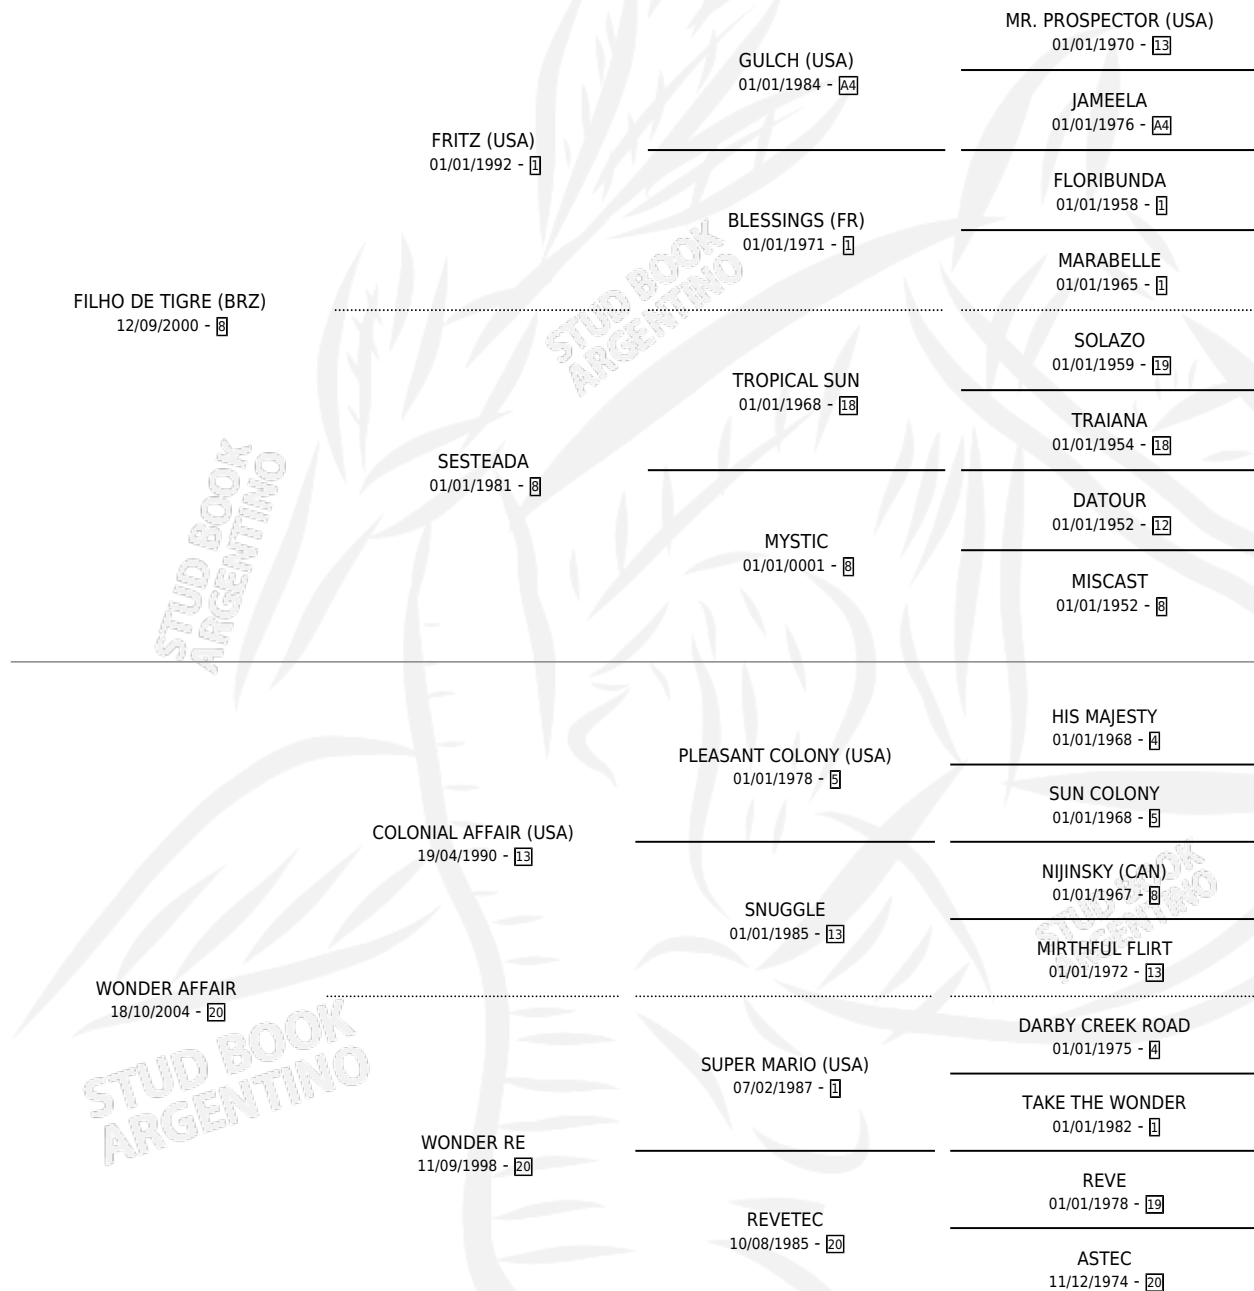 MR. PROSPECTOR (USA)
01/01/1970 - 13
GULCH (USA)
01/01/1984 - A4
JAMEELA
01/01/1976 - A4
FRITZ (USA)
01/01/1992 - 1
FLORIBUNDA
01/01/1958 - 1
BLESSINGS (FR)
01/01/1971 - 1
MARABELLE
01/01/1965 - 1
FILHO DE TIGRE (BRZ)
12/09/2000 - 8
SOLAZO
01/01/1959 - 19
TROPICAL SUN
01/01/1968 - 18
TRAIANA
01/01/1954 - 18
SESTEADA
01/01/1981 - 8
DATOUR
01/01/1952 - 12
MYSTIC
01/01/0001 - 8
MISCAST
01/01/1952 - 8
HIS MAJESTY
01/01/1968 - 4
PLEASANT COLONY (USA)
01/01/1978 - 5
SUN COLONY
01/01/1968 - 5
COLONIAL AFFAIR (USA)
19/04/1990 - 13
NIJINSKY (CAN)
01/01/1967 - 8
SNUGGLE
01/01/1985 - 13
MIRTHFUL FLIRT
01/01/1972 - 13
WONDER AFFAIR
18/10/2004 - 20
DARBY CREEK ROAD
01/01/1975 - 4
SUPER MARIO (USA)
07/02/1987 - 1
TAKE THE WONDER
01/01/1982 - 1
WONDER RE
11/09/1998 - 20
REVE
01/01/1978 - 19
REVETEC
10/08/1985 - 20
ASTEC
11/12/1974 - 20
STUD BOOK
ARGENTINO
STUD BOOK
ARGENTINO
STUD BOOK
ARGENTINO
STUD BOOK
ARGENTINO